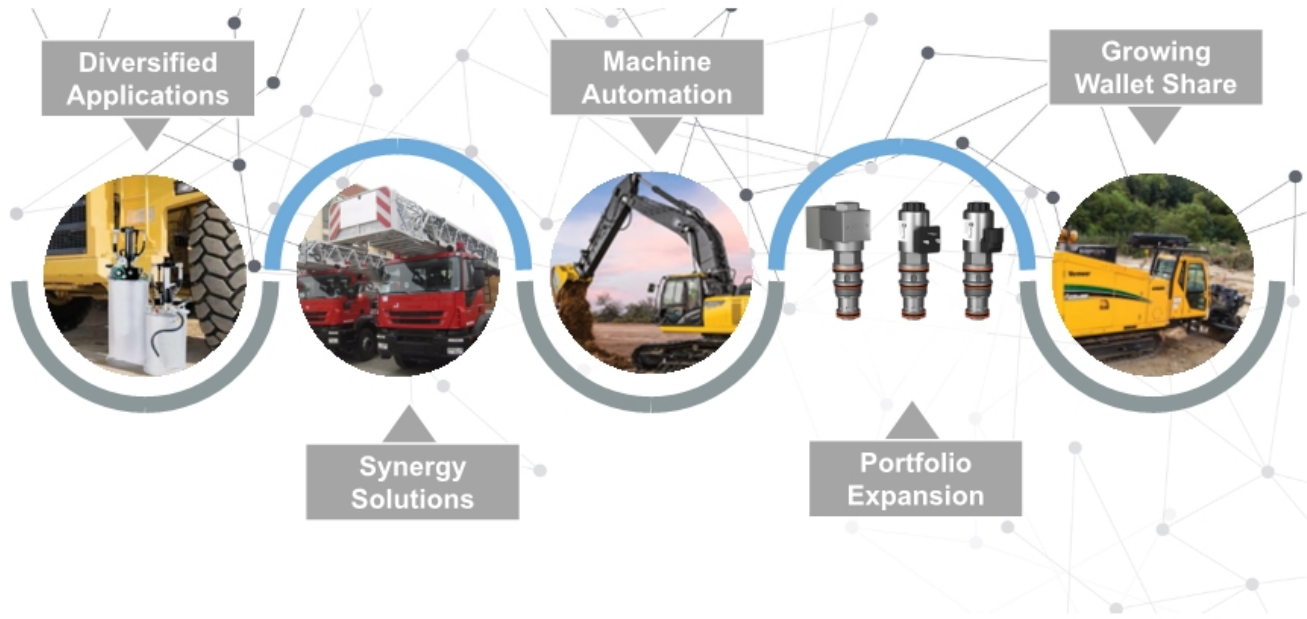 Diversified
Applications
Synergy
Solutions
Machine
Automation
Portfolio
Expansion
Growing
Wallet Share